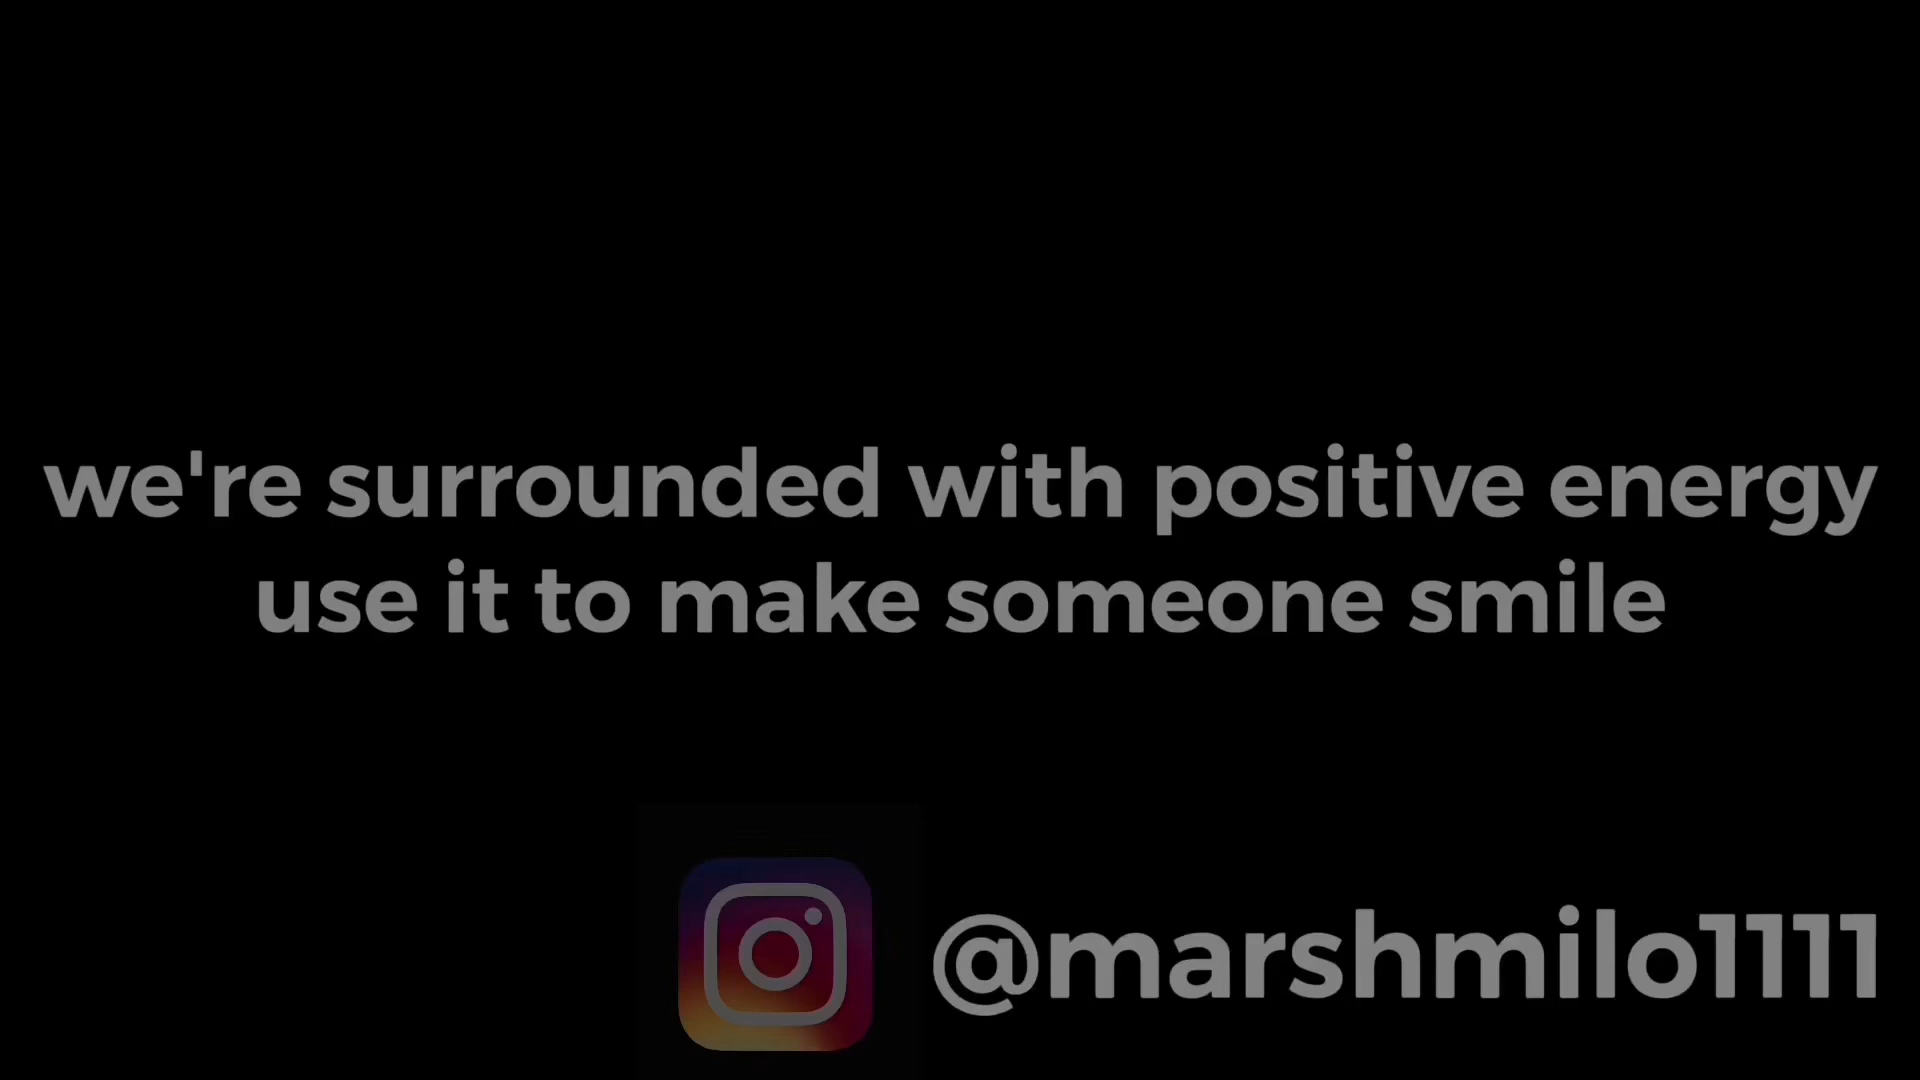 we're surrounded with positive energy
use it to make someone smile
@marshmilo1111